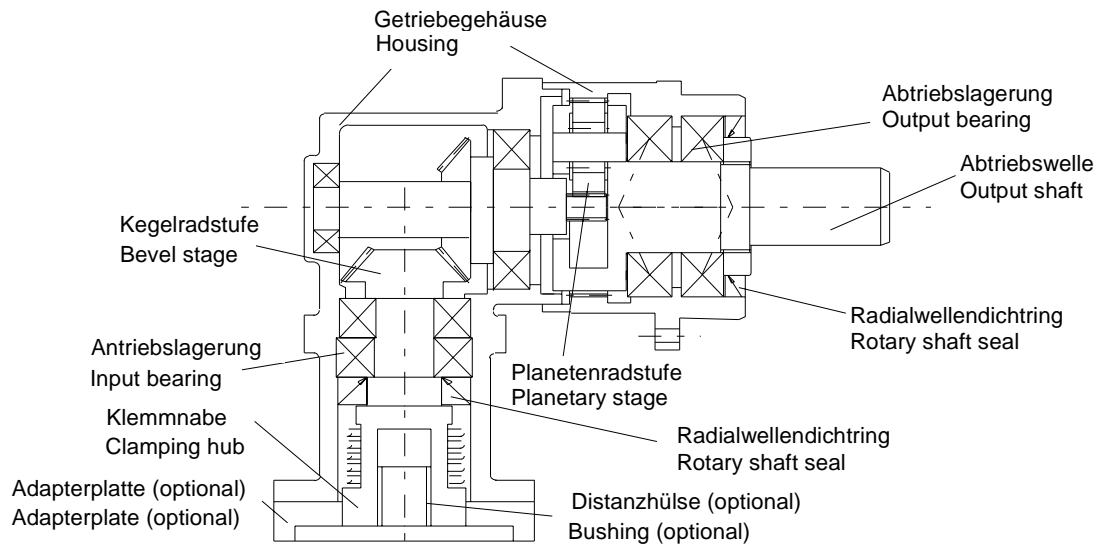 Getriebegehäuse
Housing
Abtriebslagerung
Output bearing
Abtriebswelle
Output shaft
Kegelradstufe
Bevel stage
Radialwellendichtring
Rotary shaft seal
Antriebslagerung
Input bearing
Planetenradstufe
Planetary stage
Klemmnabe
Clamping hub
Radialwellendichtring
Rotary shaft seal
Adapterplatte (optional)
Adapterplate (optional)
Distanzhülse (optional)
Bushing (optional)